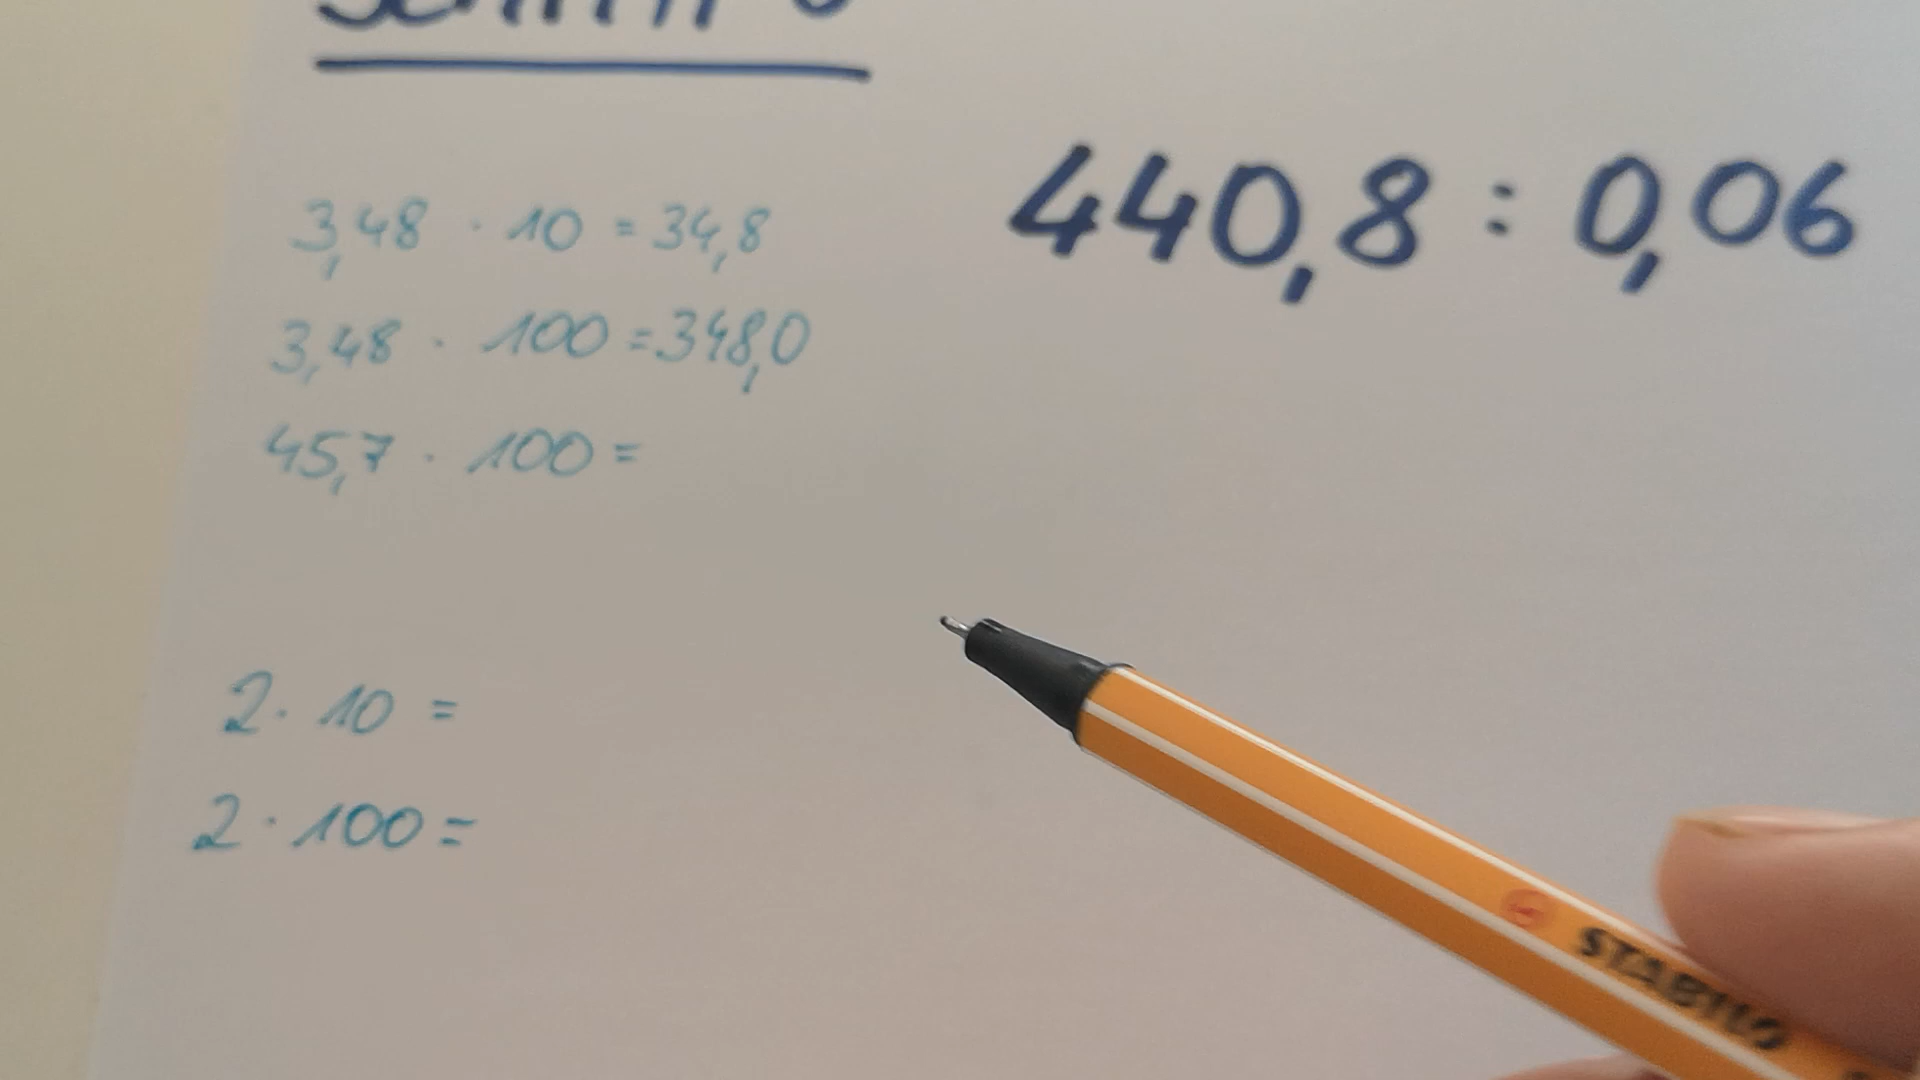 3,48 · 10 = 34,8
3,48 · 100 = 348,0
45,7 · 100 =
2 · 10 =
2 · 100 =
440,8 : 0,06
STABILO